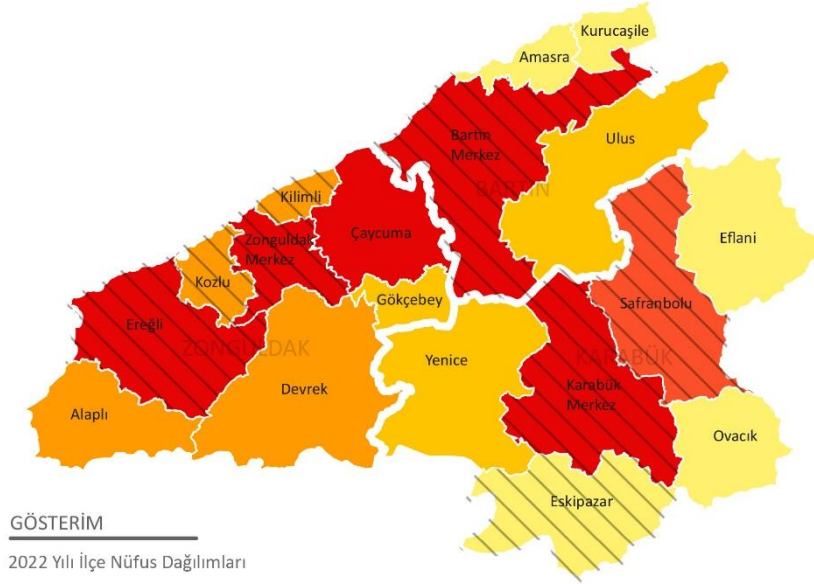 Kurucaşile
Amasra
Bartın
Merkez
Ulus
BARTIN
Kilimli
Zonguldak
Merkez
Çaycuma
Eflani
Kozlu
Gökçebey
Safranbolu
Ereğli
ZONGULDAK
Yenice
KARABÜK
Devrek
Karabük
Merkez
Alaplı
Ovacık
Eskipazar
GÖSTERİM
2022 Yılı İlçe Nüfus Dağılımları